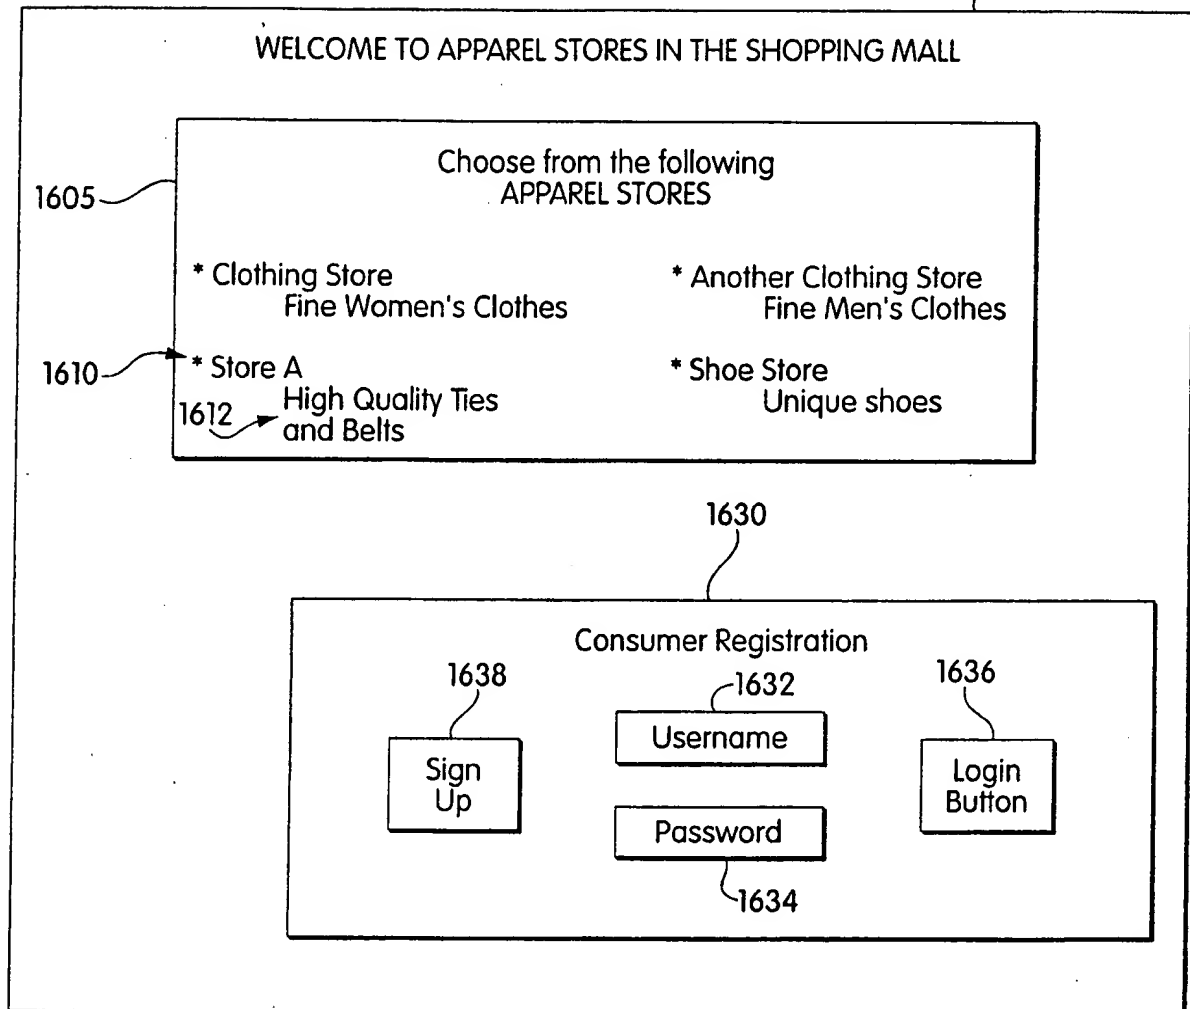 WELCOME TO APPAREL STORES IN THE SHOPPING MALL
Choose from the following
APPAREL STORES
1605
* Clothing Store
Fine Women's Clothes
* Another Clothing Store
Fine Men's Clothes
1610
* Store A
1612
High Quality Ties
and Belts
* Shoe Store
Unique shoes
1630
Consumer Registration
1638
1632
1636
Sign
Up
Username
Login
Button
Password
1634